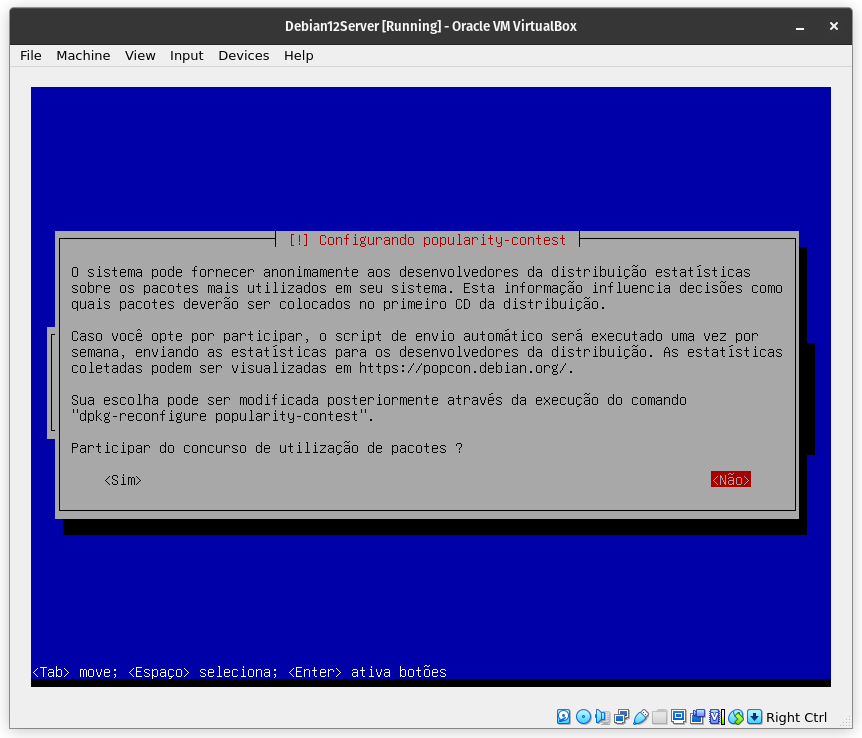 Debian12Server [Running] - Oracle VM VirtualBox
File Machine View Input Devices Help
[!] Configurando popularity-contest
O sistema pode fornecer anonimamente aos desenvolvedores da distribuição estatísticas
sobre os pacotes mais utilizados em seu sistema. Esta informação influencia decisões como
quais pacotes deverão ser colocados no primeiro CD da distribuição.
Caso você opte por participar, o script de envio automático será executado uma vez por
semana, enviando as estatísticas para os desenvolvedores da distribuição. As estatísticas
coletadas podem ser visualizadas em https://popcon.debian.org/.
Sua escolha pode ser modificada posteriormente através da execução do comando
"dpkg-reconfigure popularity-contest".
Participar do concurso de utilização de pacotes ?
<Sim> <Não>
<Tab> move; <Espaço> seleciona; <Enter> ativa botões
Right Ctrl